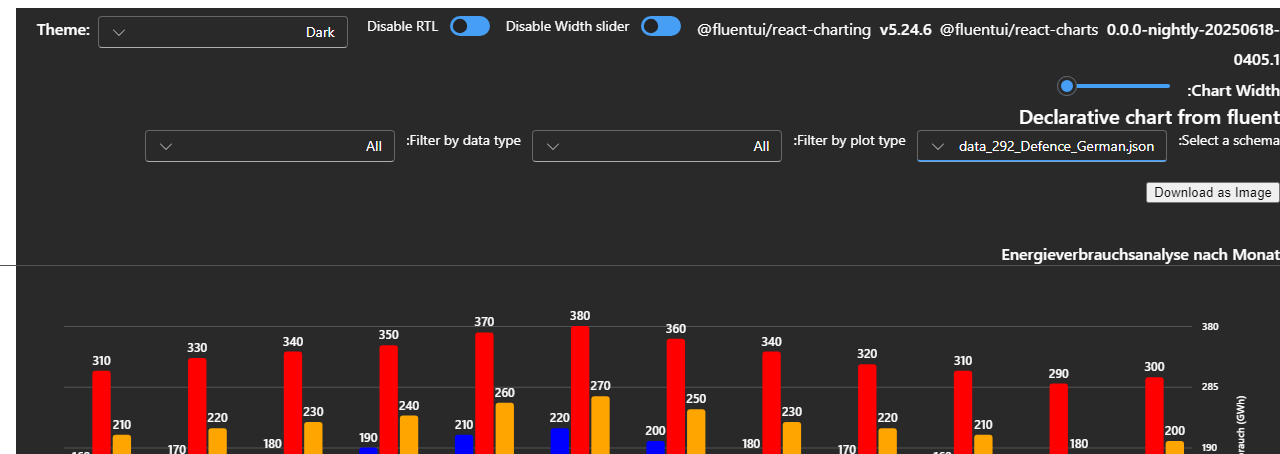 Theme: Dark Disable RTL Disable Width slider @fluentui/react-charting v5.24.6 @fluentui/react-charts 0.0.0-nightly-20250618-
0405.1
:Chart Width
Declarative chart from fluent
All :Filter by data type All :Filter by plot type data_292_Defence_German.json :Select a schema
Download as Image
Energieverbrauchsanalyse nach Monat
310 330 340 350 370 380 360 340 320 310 290 300
380
285
190
210 220 230 240 260 270 250 230 220 210 200
170 180 190 210 220 200 180 170 180
(GWh)